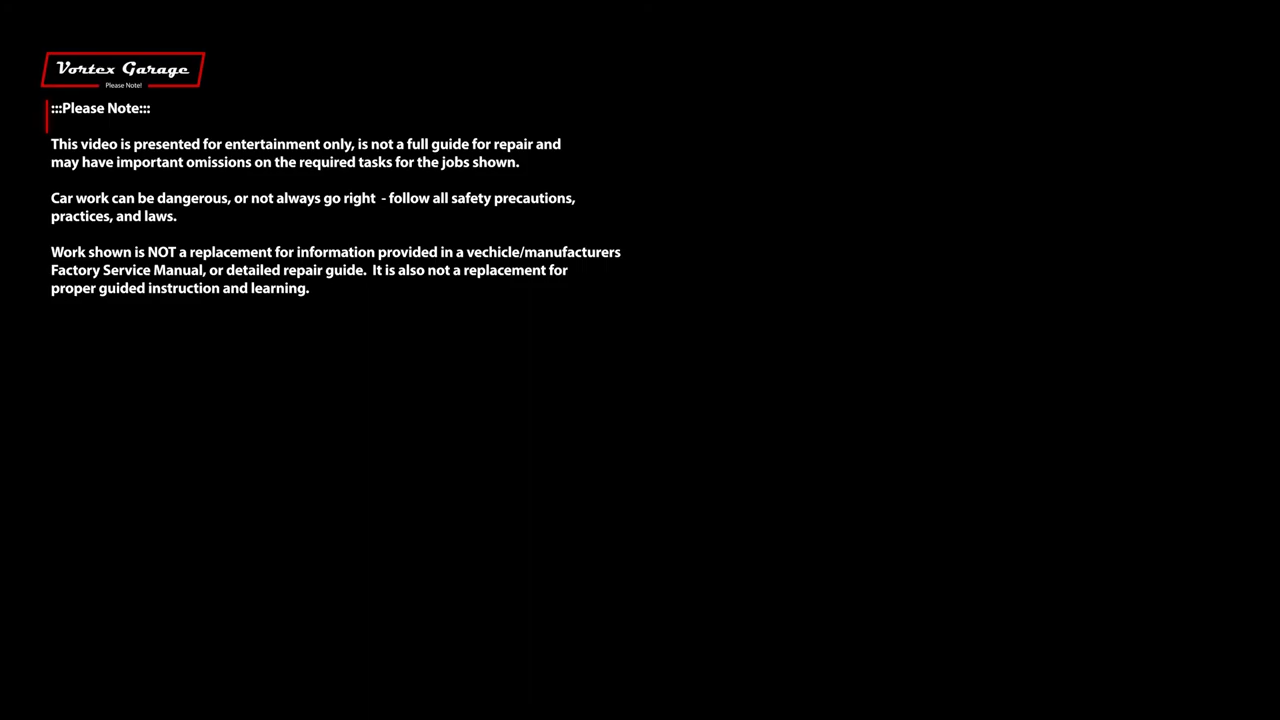 Vortex Garage
Please Note!
:::Please Note:::
This video is presented for entertainment only, is not a full guide for repair and
may have important omissions on the required tasks for the jobs shown.
Car work can be dangerous, or not always go right  - follow all safety precautions,
practices, and laws.
Work shown is NOT a replacement for information provided in a vechicle/manufacturers
Factory Service Manual, or detailed repair guide.  It is also not a replacement for
proper guided instruction and learning.